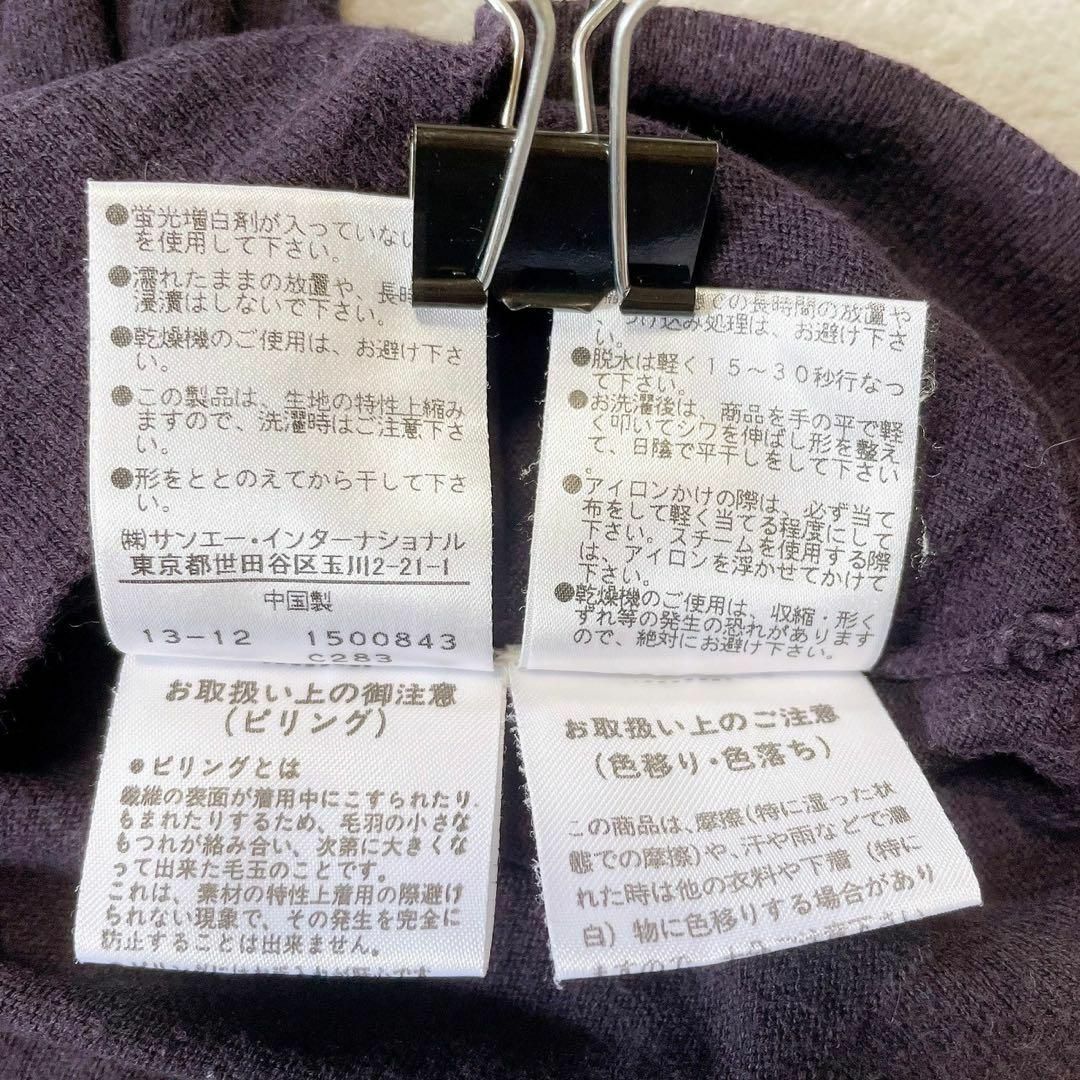 ●蛍光増白剤が入っていない
を使用して下さい。
●濡れたままの放置や、長時
浸漬はしないで下さい。
●乾燥機のご使用は、お避け下さ
い。
●この製品は、生地の特性上縮み
ますので、洗濯時はご注意下さ
い。
●形をととのえてから干して下さ
い。
㈱サンエー・インターナショナル
東京都世田谷区玉川2-21-1
中国製
13-12 1500843
C283
での長時間の放置や
、つけ込み処理は、お避け下さ
い。
●脱水は軽く15～30秒行なっ
て下さい。
●お洗濯後は、商品を手の平で軽
く叩いてシワを伸ばし形を整え
て、日陰で平干しをして下さい
。
●アイロンかけの際は、必ず当て
布をして軽く当てる程度にして
下さい。スチームを使用する際
は、アイロンを浮かせてかけて
下さい。
●乾燥機のご使用は、収縮・形く
ずれ等の発生の恐れがあります
ので、絶対にお避け下さい。
お取扱い上の御注意
(ピリング)
●ピリングとは
繊維の表面が着用中にこすられたり
もまれたりするため、毛羽の小さな
もつれが絡み合い、次第に大きくな
って出来た毛玉のことです。
これは、素材の特性上着用の際避け
られない現象で、その発生を完全に
防止することは出来ません。
お取扱い上のご注意
(色移り・色落ち)
この商品は、摩擦(特に湿った状
態での摩擦)や、汗や雨などで濡
れた時は他の衣料や下着 (特に
白) 物に色移りする場合があり
ますので、